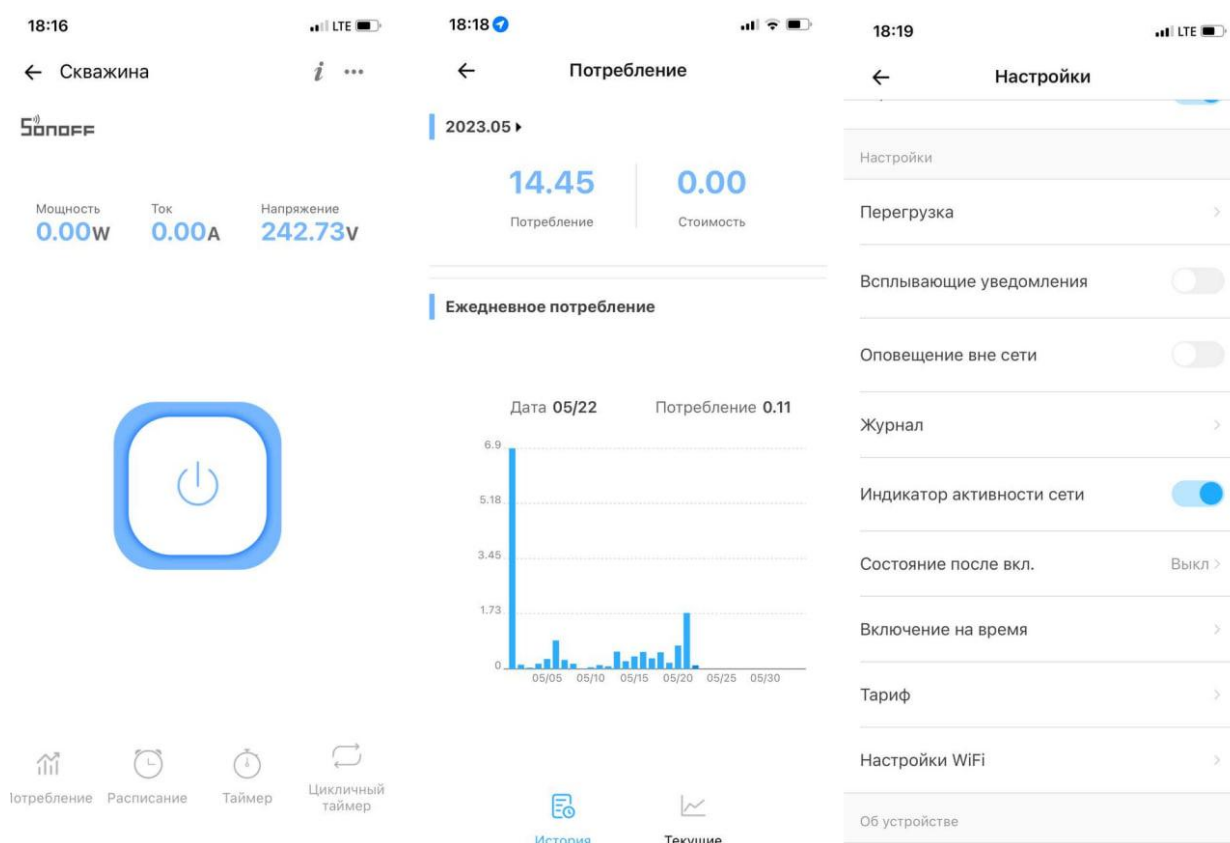 18:16
LTE
Скважина
i
SONOFF
Мощность Ток Напряжение
0.00W 0.00A 242.73V
Потребление Расписание Таймер Цикличный
таймер
18:18
Потребление
2023.05
14.45 0.00
Потребление Стоимость
Ежедневное потребление
Дата 05/22 Потребление 0.11
6.9
5.18
3.45
1.73
0
05/05 05/10 05/15 05/20 05/25 05/30
История Текущие
18:19
LTE
Настройки
Настройки
Перегрузка
Всплывающие уведомления
Оповещение вне сети
Журнал
Индикатор активности сети
Состояние после вкл. Выкл
Включение на время
Тариф
Настройки WiFi
Об устройстве